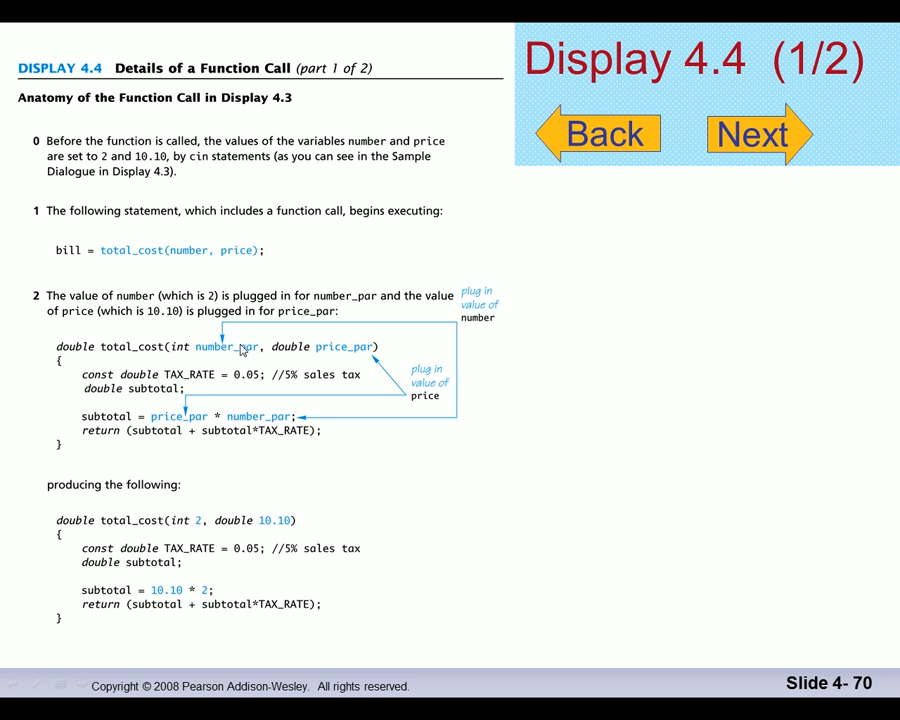 Display 4.4 (1/2)
Back Next
DISPLAY 4.4 Details of a Function Call (part 1 of 2)
Anatomy of the Function Call in Display 4.3
0 Before the function is called, the values of the variables number and price
are set to 2 and 10.10, by cin statements (as you can see in the Sample
Dialogue in Display 4.3).
1 The following statement, which includes a function call, begins executing:
bill = total_cost(number, price);
2 The value of number (which is 2) is plugged in for number_par and the value
of price (which is 10.10) is plugged in for price_par:
plug in
value of
number
double total_cost(int number_par, double price_par)
{
const double TAX_RATE = 0.05; //5% sales tax
double subtotal;
plug in
value of
price
subtotal = price_par * number_par;
return (subtotal + subtotal*TAX_RATE);
}
producing the following:
double total_cost(int 2, double 10.10)
{
const double TAX_RATE = 0.05; //5% sales tax
double subtotal;
subtotal = 10.10 * 2;
return (subtotal + subtotal*TAX_RATE);
}
Copyright © 2008 Pearson Addison-Wesley. All rights reserved.
Slide 4- 70